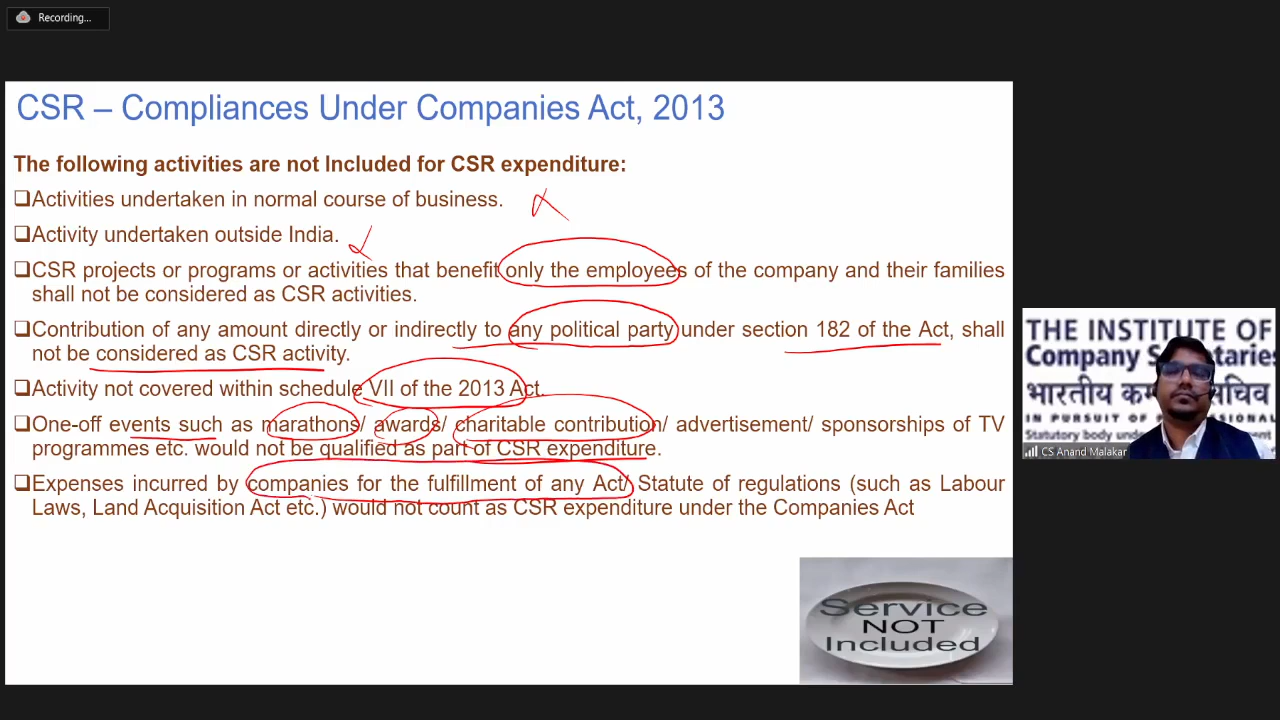 Recording...
CSR – Compliances Under Companies Act, 2013
The following activities are not Included for CSR expenditure:
❑Activities undertaken in normal course of business.
❑Activity undertaken outside India.
❑CSR projects or programs or activities that benefit only the employees of the company and their families
shall not be considered as CSR activities.
❑Contribution of any amount directly or indirectly to any political party under section 182 of the Act, shall
not be considered as CSR activity.
❑Activity not covered within schedule VII of the 2013 Act.
❑One-off events such as marathons/ awards/ charitable contribution/ advertisement/ sponsorships of TV
programmes etc. would not be qualified as part of CSR expenditure.
❑Expenses incurred by companies for the fulfillment of any Act/ Statute of regulations (such as Labour
Laws, Land Acquisition Act etc.) would not count as CSR expenditure under the Companies Act
Service
NOT
Included
THE INSTITUTE OF
Company
भारतीय
IN PURSUIT OF
Statutory body
CS Anand Malakar